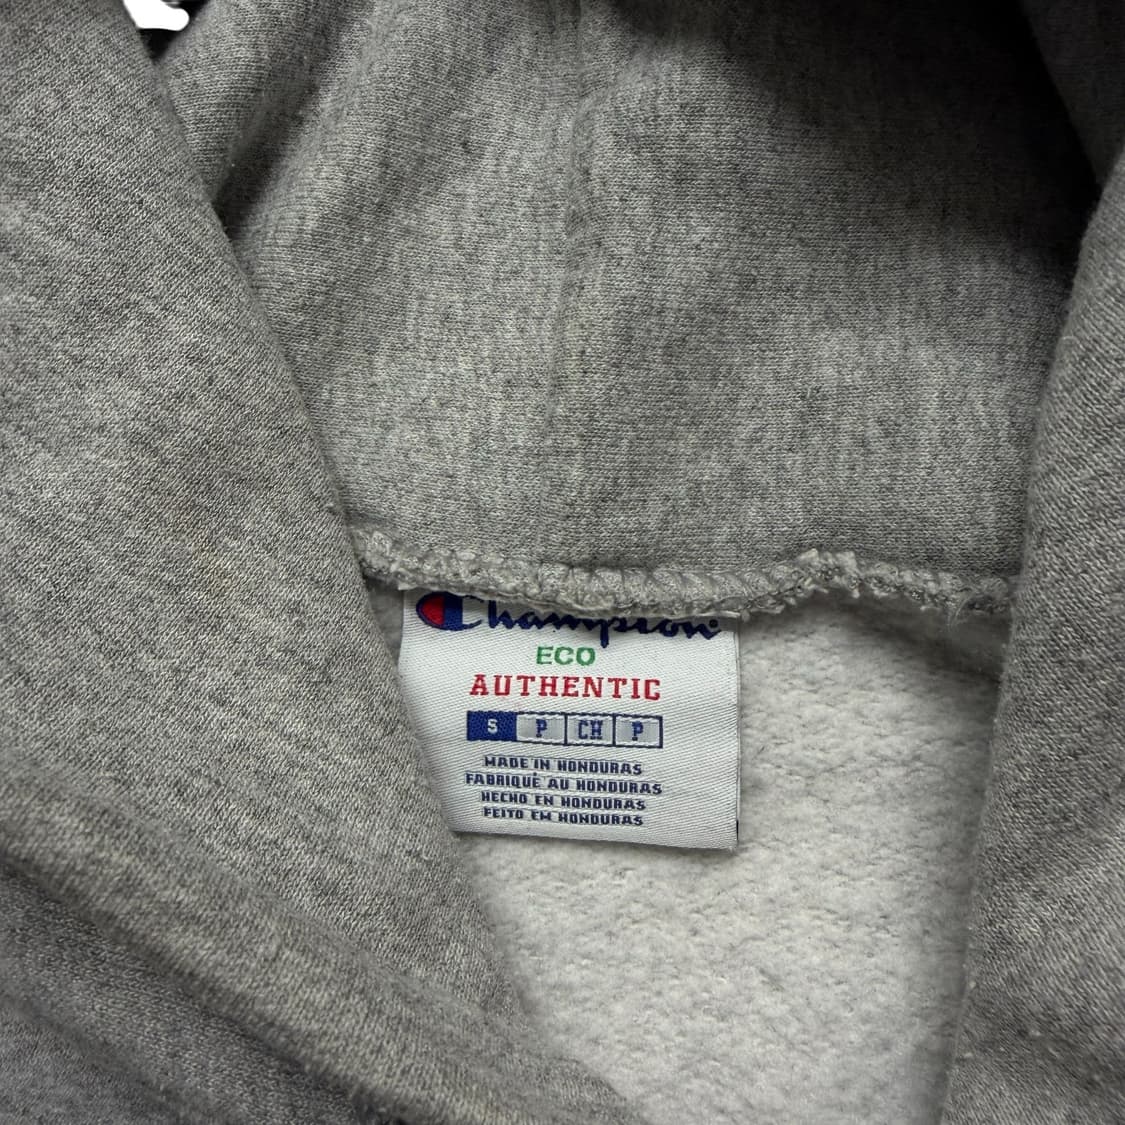 Champion
ECO
AUTHENTIC
S P CH P
MADE IN HONDURAS
FABRIQUÉ AU HONDURAS
HECHO EN HONDURAS
FEITO EM HONDURAS